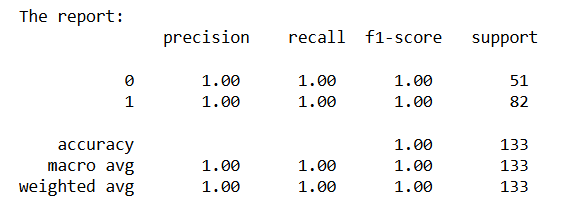 The report:
precision recall f1-score support
0 1.00 1.00 1.00 51
1 1.00 1.00 1.00 82
accuracy 1.00 133
macro avg 1.00 1.00 1.00 133
weighted avg 1.00 1.00 1.00 133